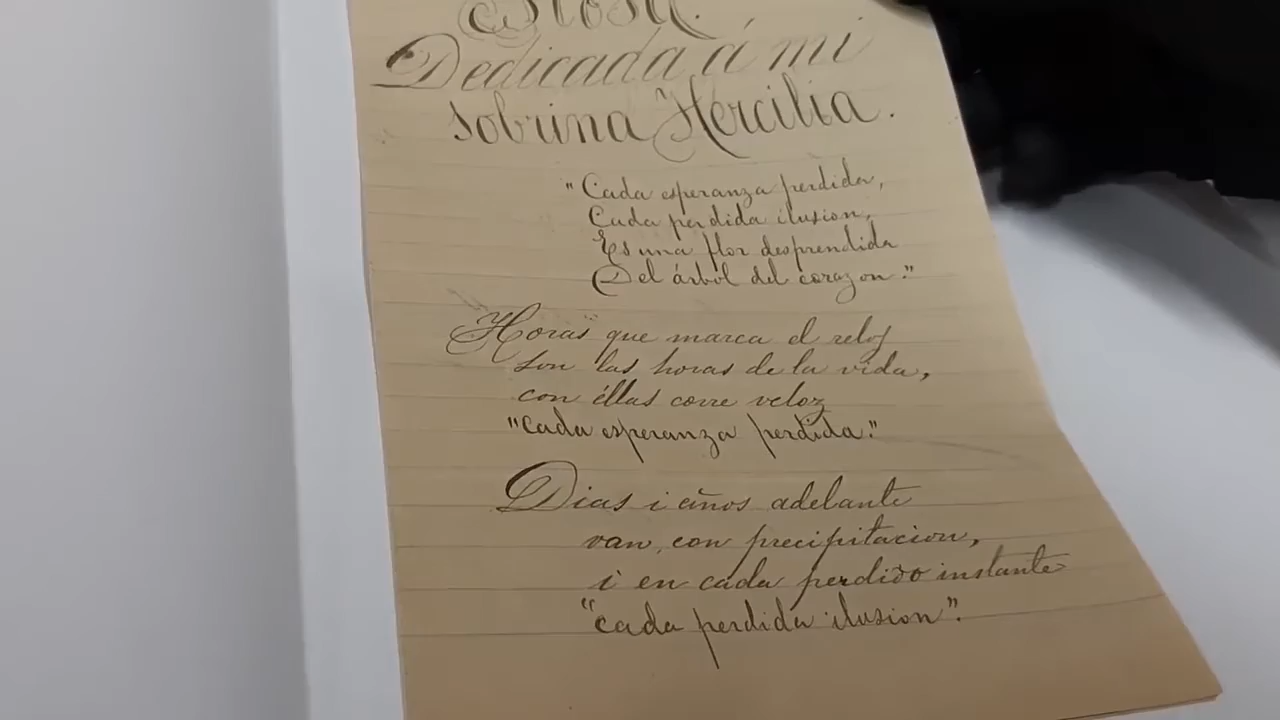 Glosa.
Dedicada á mi
sobrina Hercilia.
"Cada esperanza perdida,
Cada perdida ilusion,
Es una flor desprendida
Del árbol del corazon."
Horas que marca el reloj
son las horas de la vida,
con éllas corre veloz
"cada esperanza perdida."
Dias i años adelante
van, con precipitacion,
i en cada perdido instante
"cada perdida ilusion".